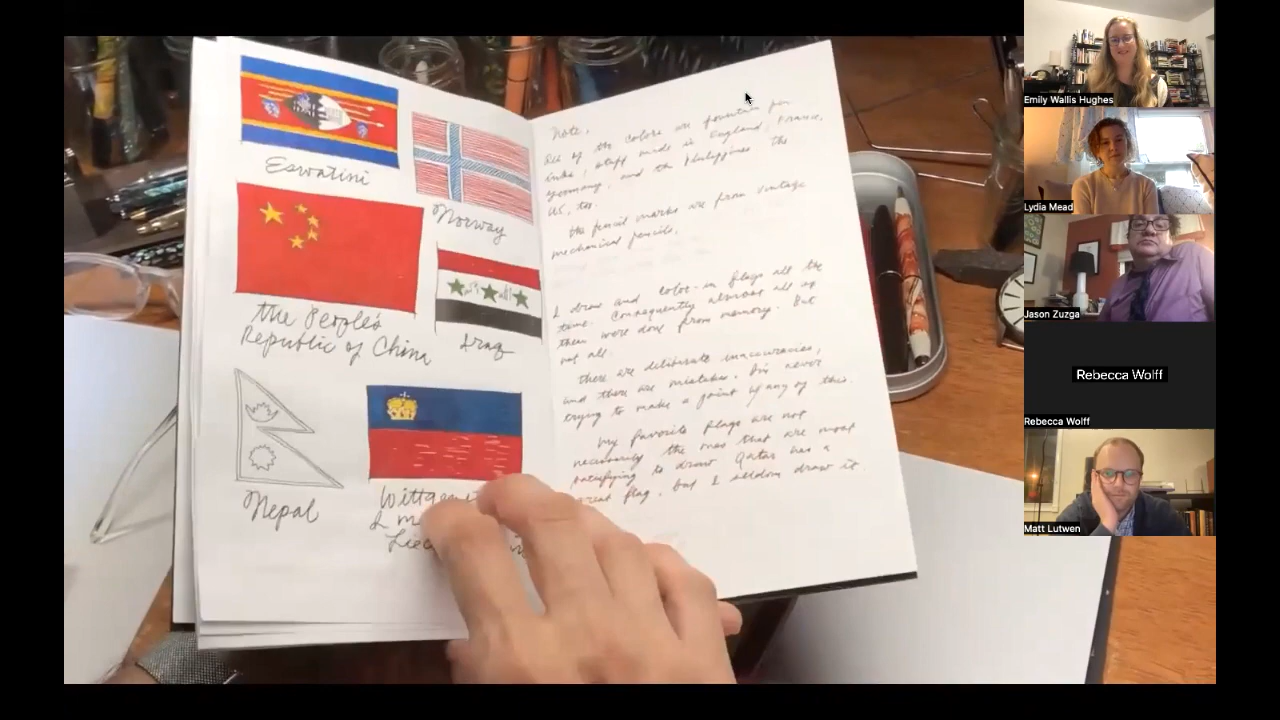 Eswatini
Norway
The People's
Republic of China
Iraq
Nepal
Note,
All of the colors are fountain pen
inks, stuff made in England, France,
Germany, and the Philippines the
US, too.
the pencil marks are from vintage
mechanical pencils.
I draw and color-in flags all the
time. Consequently almost all of
them were done from memory. But
not all.
there are deliberate inaccuracies,
and there are mistakes. I'm never
trying to make a point of any of this.
My favorite flags are not
necessarily the ones that are most
satisfying to draw. Qatar has a
great flag, but I seldom draw it.
Emily Wallis Hughes
Lydia Mead
Jason Zuzga
Rebecca Wolff
Rebecca Wolff
Matt Lutwen